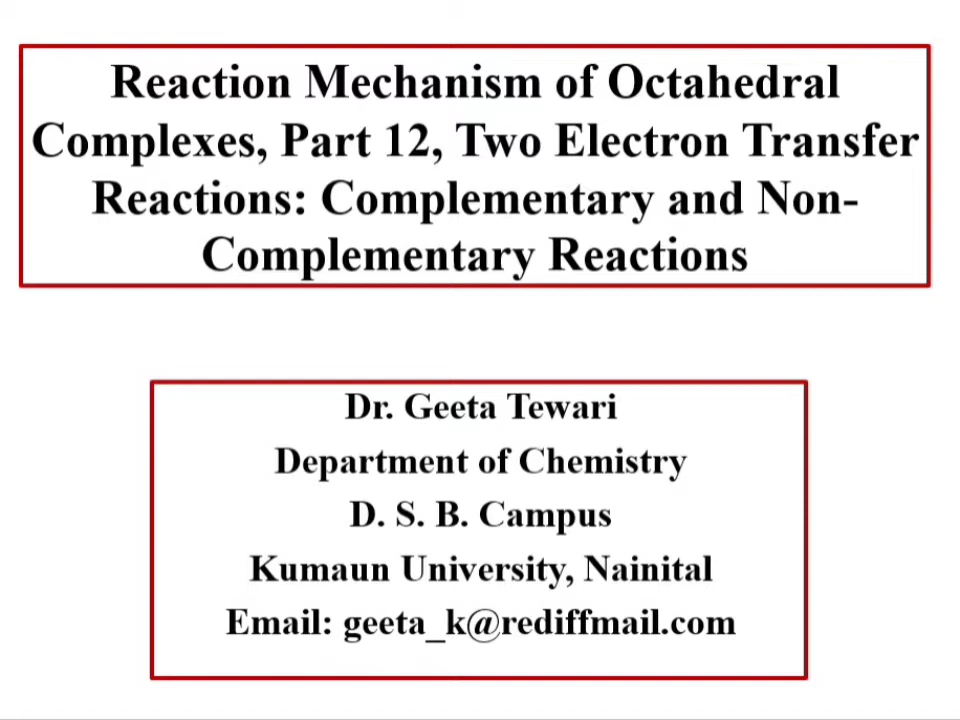 Reaction Mechanism of Octahedral
Complexes, Part 12, Two Electron Transfer
Reactions: Complementary and Non-
Complementary Reactions
Dr. Geeta Tewari
Department of Chemistry
D. S. B. Campus
Kumaun University, Nainital
Email: geeta_k@rediffmail.com